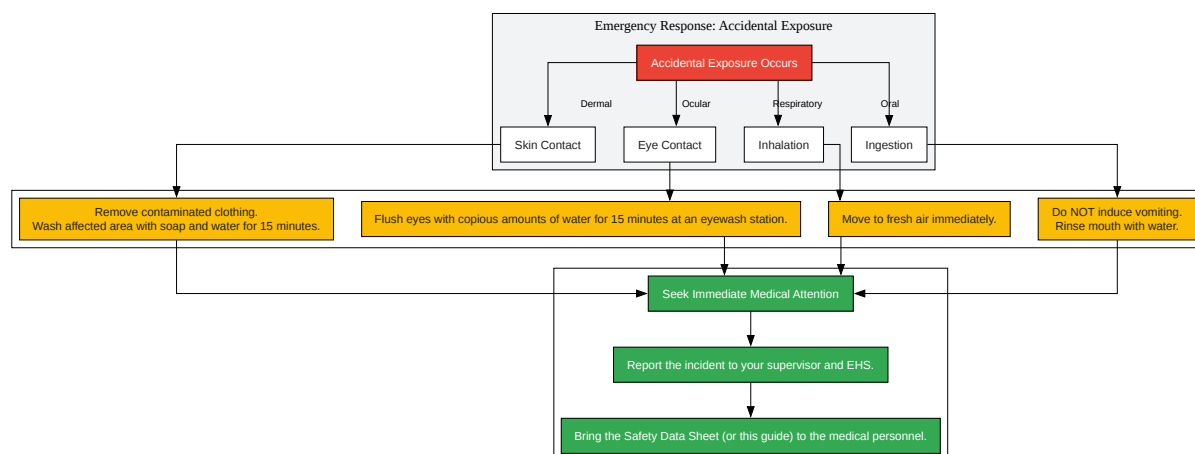 Emergency Response: Accidental Exposure
Accidental Exposure Occurs
Dermal
Ocular
Respiratory
Oral
Skin Contact
Eye Contact
Inhalation
Ingestion
Remove contaminated clothing.
Wash affected area with soap and water for 15 minutes.
Flush eyes with copious amounts of water for 15 minutes at an eyewash station.
Move to fresh air immediately.
Do NOT induce vomiting.
Rinse mouth with water.
Seek Immediate Medical Attention
Report the incident to your supervisor and EHS.
Bring the Safety Data Sheet (or this guide) to the medical personnel.